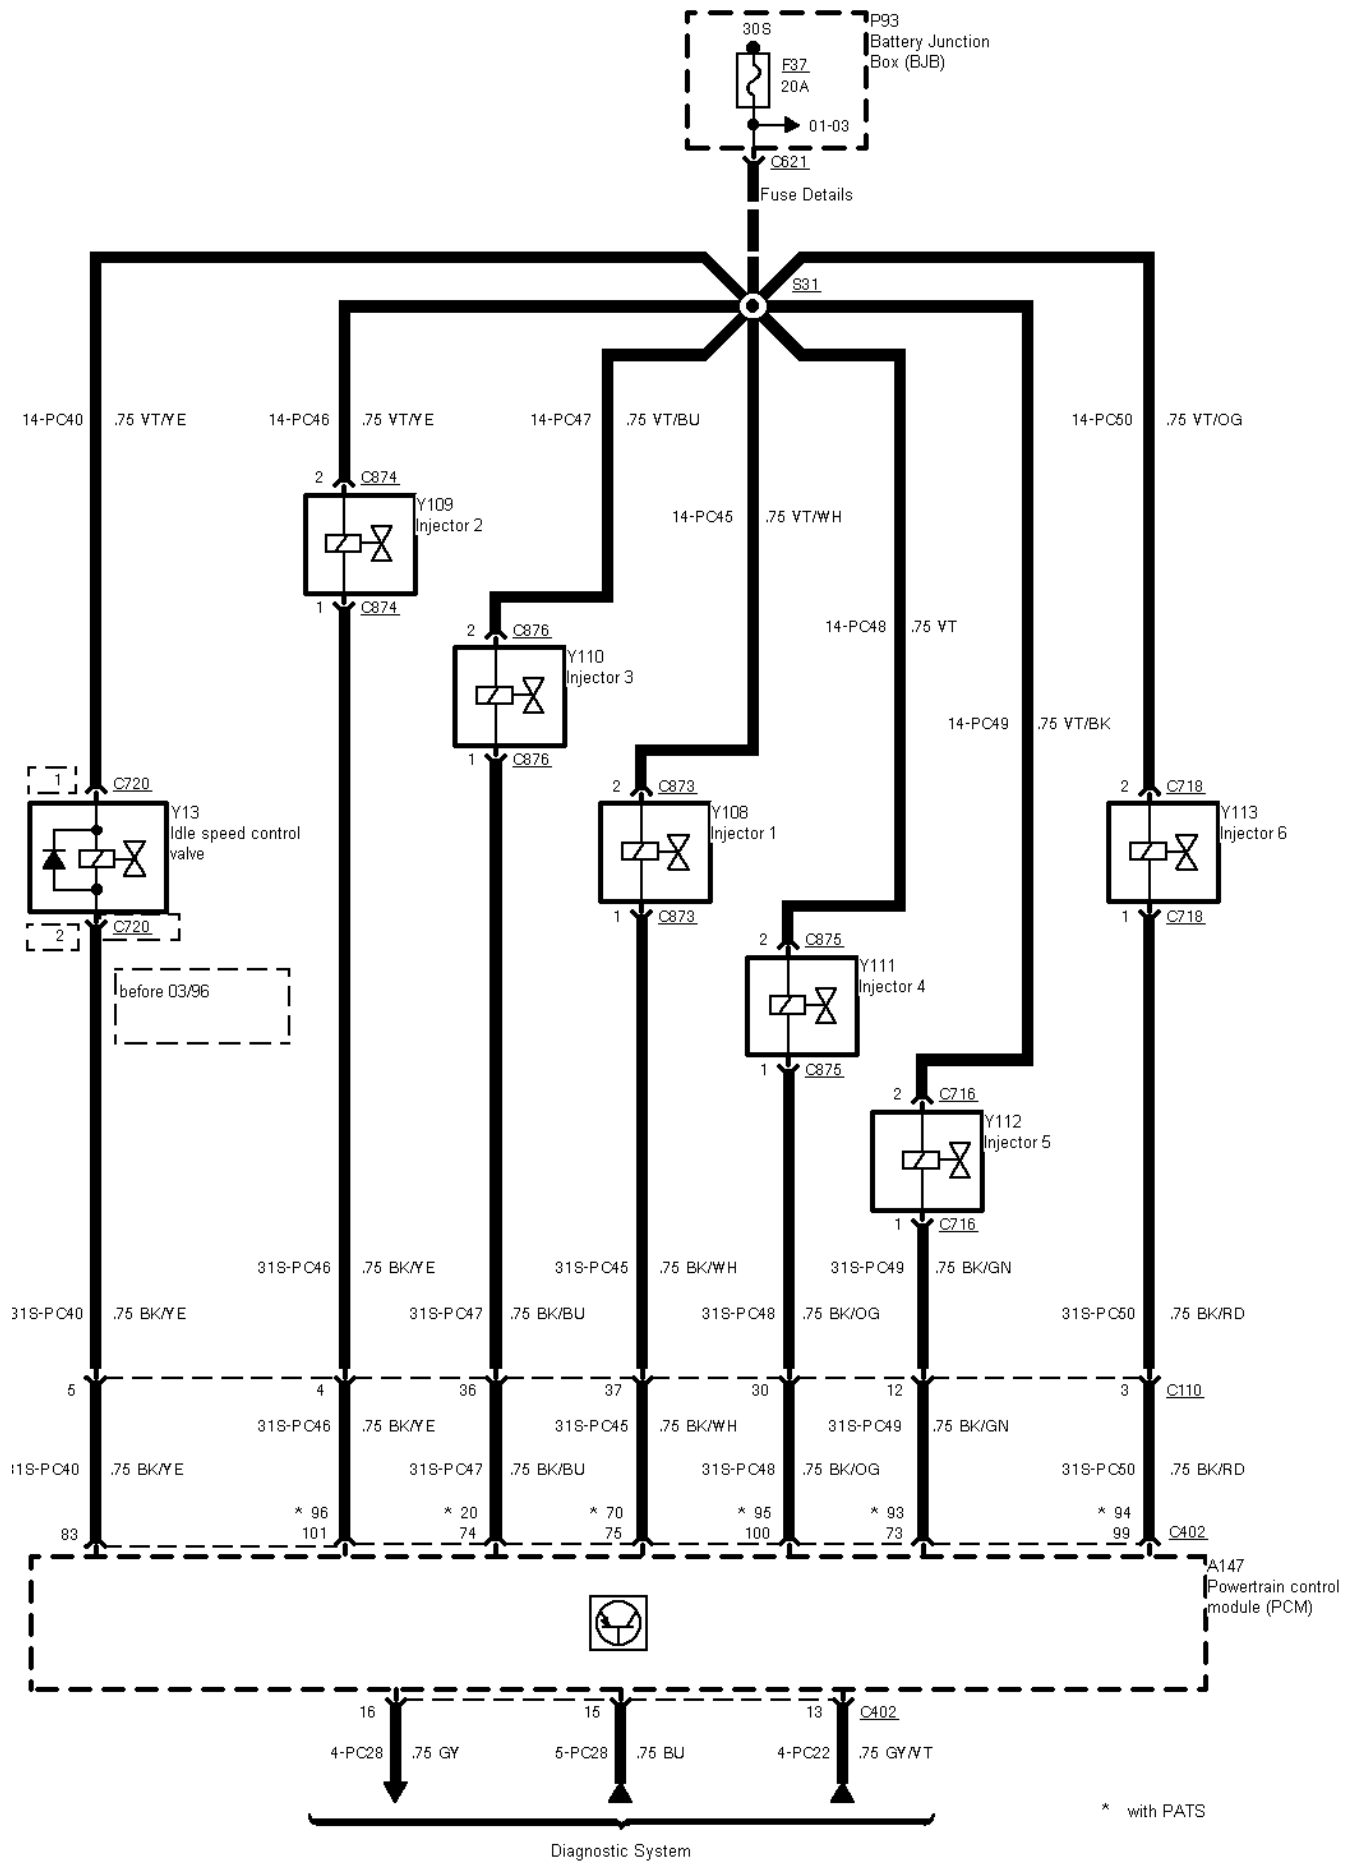 30S
P93
Battery Junction
Box (BJB)
F37
20A
01-03
C621
Fuse Details
S31
14-PC40 .75 VT/YE
14-PC46 .75 VT/YE
14-PC47 .75 VT/BU
14-PC50 .75 VT/OG
2 C874
Y109
Injector 2
14-PC45 .75 VT/WH
1 C874
14-PC48 .75 VT
2 C876
Y110
Injector 3
14-PC49 .75 VT/BK
1 C876
1 C720
2 C873
2 C718
Y13
Idle speed control
valve
Y108
Injector 1
Y113
Injector 6
2 C720
1 C873
1 C718
2 C875
Y111
Injector 4
before 03/96
1 C875
2 C716
Y112
Injector 5
1 C716
31S-PC46 .75 BK/YE
31S-PC45 .75 BK/WH
31S-PC49 .75 BK/GN
31S-PC40 .75 BK/YE
31S-PC47 .75 BK/BU
31S-PC48 .75 BK/OG
31S-PC50 .75 BK/RD
5 4 36 37 30 12 3 C110
31S-PC46 .75 BK/YE
31S-PC45 .75 BK/WH
31S-PC49 .75 BK/GN
31S-PC40 .75 BK/YE
31S-PC47 .75 BK/BU
31S-PC48 .75 BK/OG
31S-PC50 .75 BK/RD
* 96 * 20 * 70 * 95 * 93 * 94
83 101 74 75 100 73 99 C402
A147
Powertrain control
module (PCM)
16 15 13 C402
4-PC28 .75 GY
5-PC28 .75 BU
4-PC22 .75 GY/VT
* with PATS
Diagnostic System